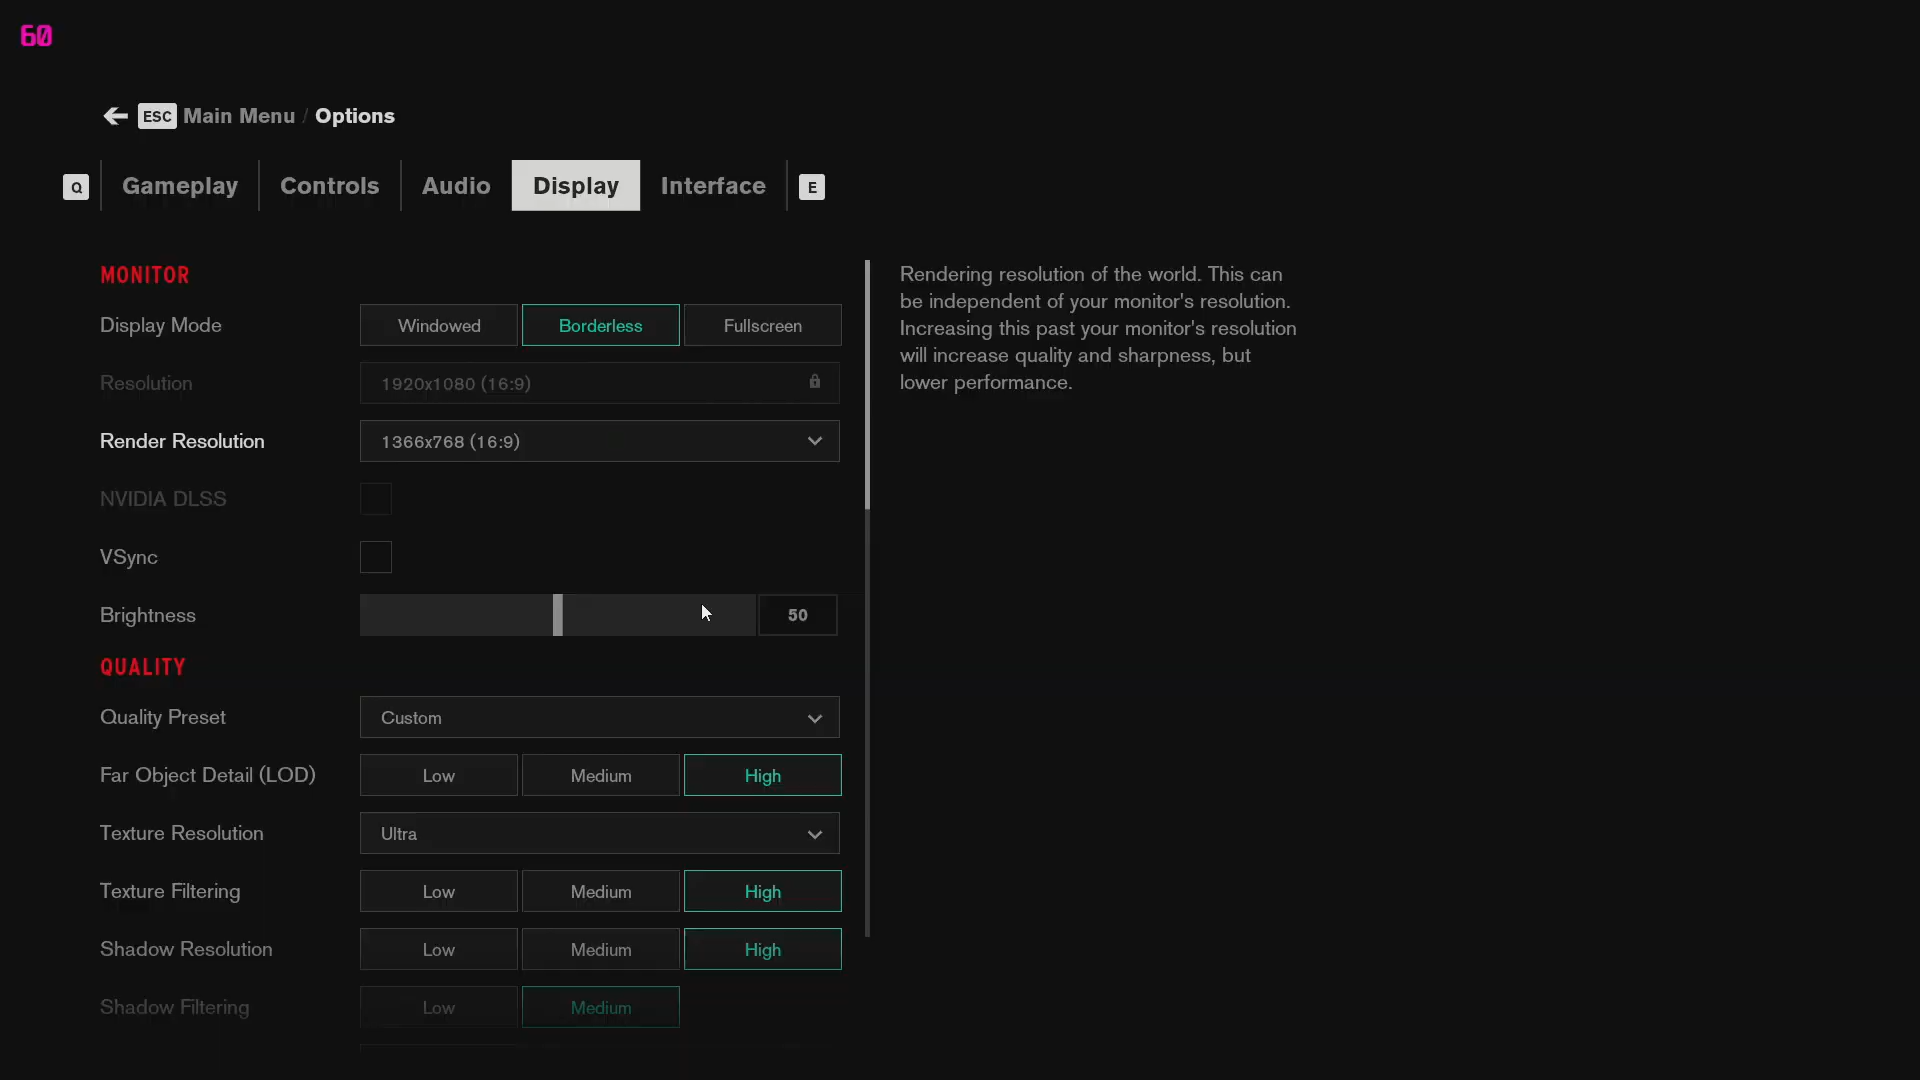 60
ESC Main Menu / Options
Q Gameplay Controls Audio Display Interface E
MONITOR
Display Mode Windowed Borderless Fullscreen
Resolution 1920x1080 (16:9)
Render Resolution 1366x768 (16:9)
NVIDIA DLSS
VSync
Brightness 50
QUALITY
Quality Preset Custom
Far Object Detail (LOD) Low Medium High
Texture Resolution Ultra
Texture Filtering Low Medium High
Shadow Resolution Low Medium High
Shadow Filtering Low Medium
Rendering resolution of the world. This can
be independent of your monitor's resolution.
Increasing this past your monitor's resolution
will increase quality and sharpness, but
lower performance.